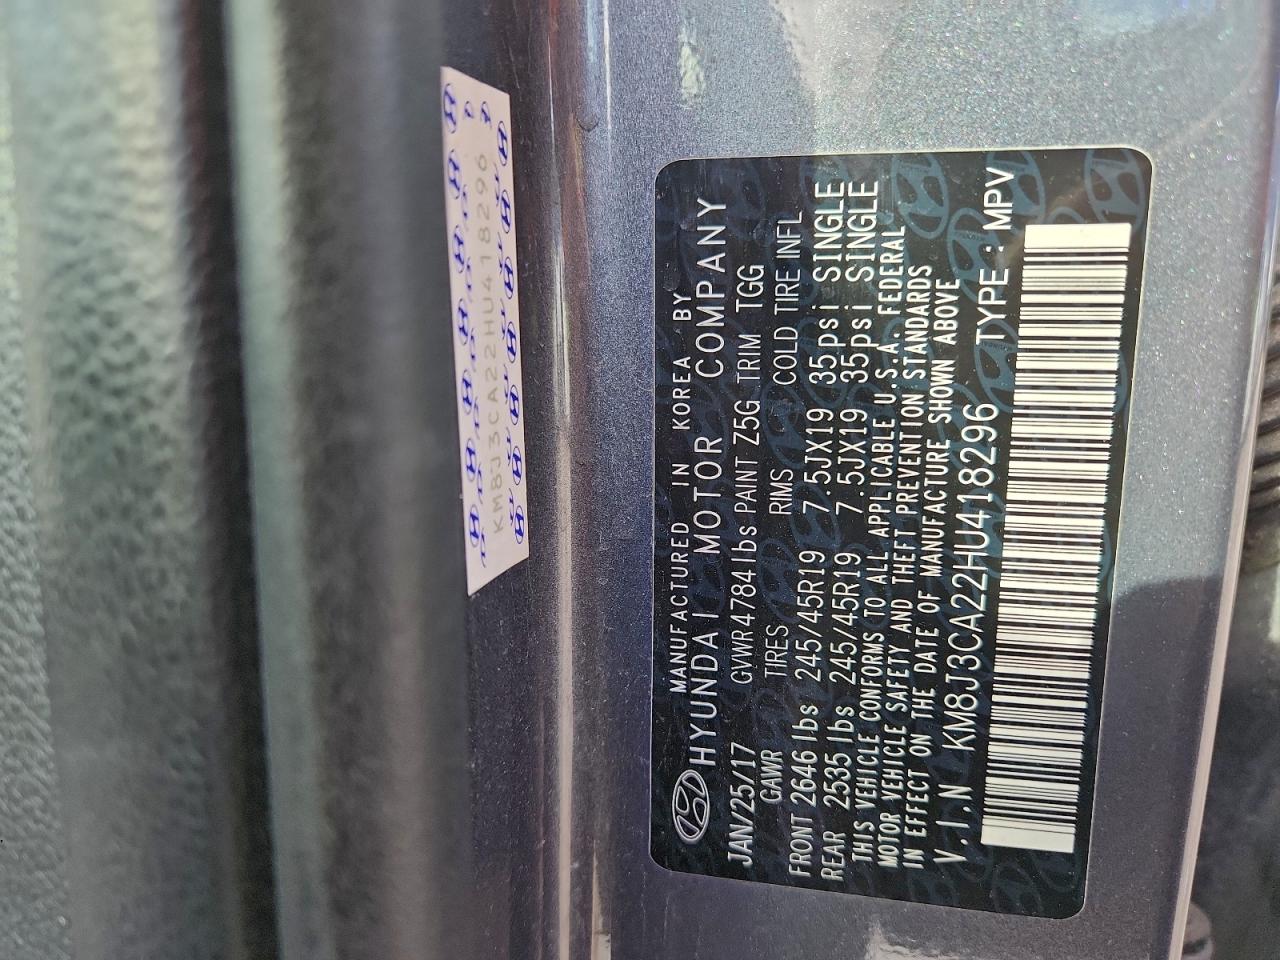 KM8J3CA22HU418296
MANUFACTURED IN KOREA BY
HYUNDAI MOTOR COMPANY
JAN/25/17 GVWR 4784lbs PAINT Z5G TRIM TGG
GAWR TIRES RIMS COLD TIRE INFL
FRONT 2646lbs 245/45R19 7.5JX19 35psi SINGLE
REAR 2535lbs 245/45R19 7.5JX19 35psi SINGLE
THIS VEHICLE CONFORMS TO ALL APPLICABLE U.S.A. FEDERAL
MOTOR VEHICLE SAFETY AND THEFT PREVENTION STANDARDS
IN EFFECT ON THE DATE OF MANUFACTURE SHOWN ABOVE
V.I.N KM8J3CA22HU418296 TYPE : MPV